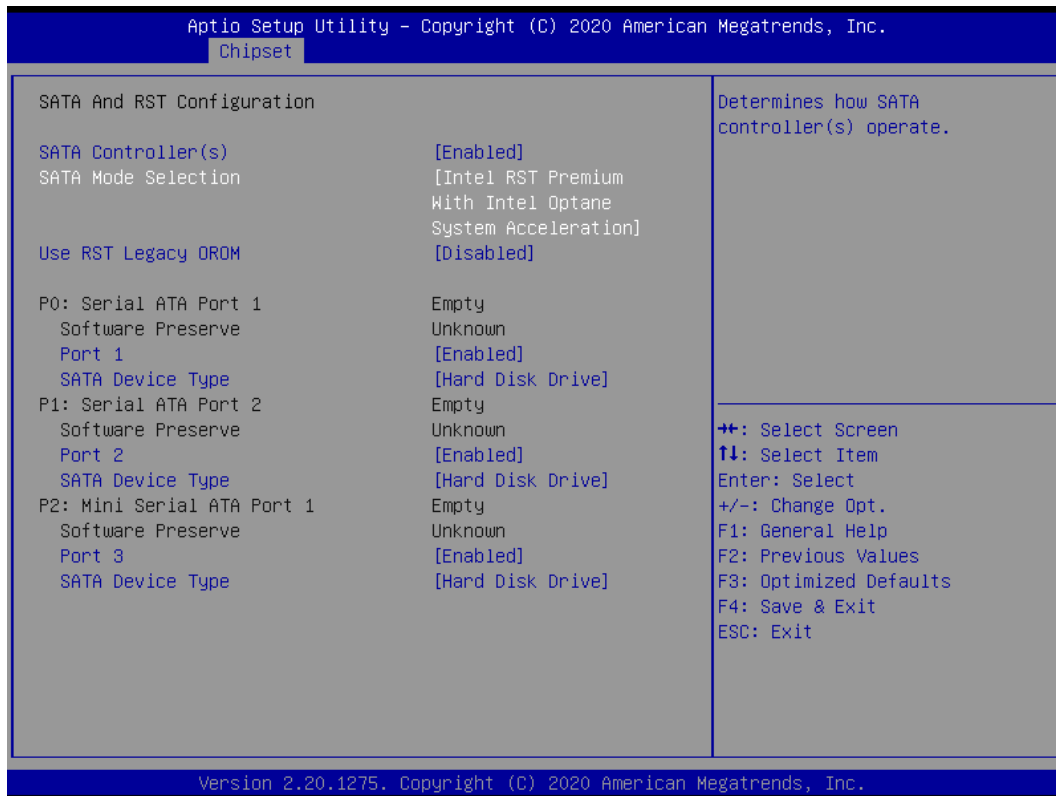 Aptio Setup Utility – Copyright (C) 2020 American Megatrends, Inc.
Chipset
SATA And RST Configuration
SATA Controller(s) [Enabled]
SATA Mode Selection [Intel RST Premium
With Intel Optane
System Acceleration]
Use RST Legacy OROM [Disabled]
P0: Serial ATA Port 1 Empty
Software Preserve Unknown
Port 1 [Enabled]
SATA Device Type [Hard Disk Drive]
P1: Serial ATA Port 2 Empty
Software Preserve Unknown
Port 2 [Enabled]
SATA Device Type [Hard Disk Drive]
P2: Mini Serial ATA Port 1 Empty
Software Preserve Unknown
Port 3 [Enabled]
SATA Device Type [Hard Disk Drive]
Determines how SATA
controller(s) operate.
→←: Select Screen
↑↓: Select Item
Enter: Select
+/-: Change Opt.
F1: General Help
F2: Previous Values
F3: Optimized Defaults
F4: Save & Exit
ESC: Exit
Version 2.20.1275. Copyright (C) 2020 American Megatrends, Inc.